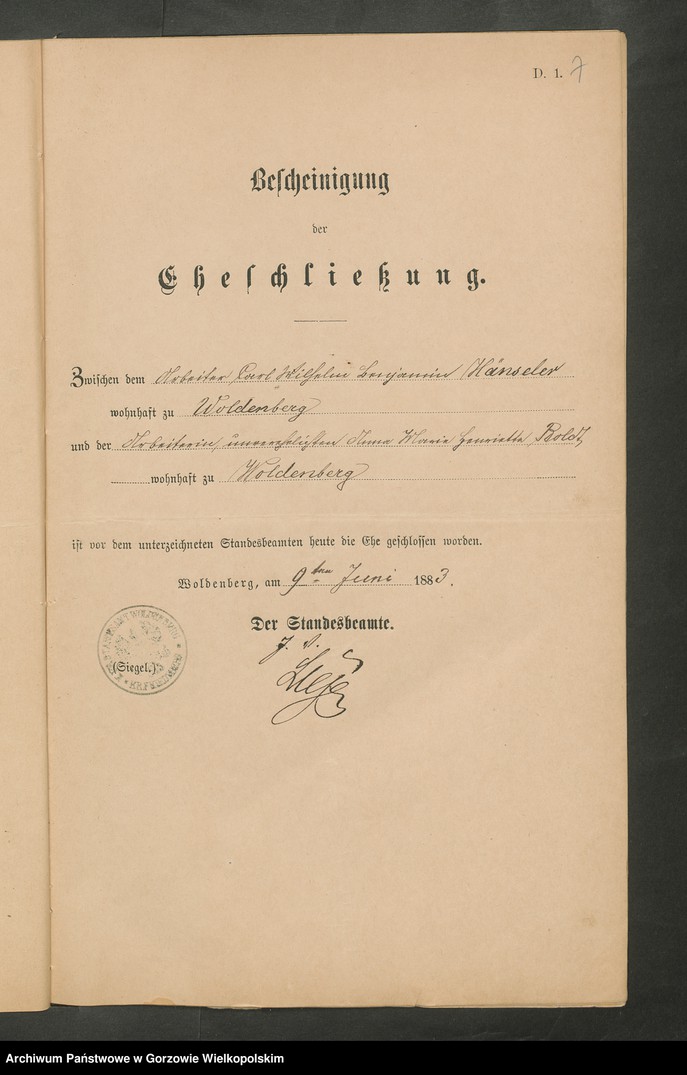 D. 1. 7
Bescheinigung
der
Eheschließung.
Zwischen dem Arbeiter Carl Wilhelm Benjamin Hänseler
wohnhaft zu Woldenberg
und der Arbeiterin, unverehelichten Anna Marie Henriette Boldt,
wohnhaft zu Woldenberg
ist vor dem unterzeichneten Standesbeamten heute die Ehe geschlossen worden.
Woldenberg, am 9ten Juni 1883.
Der Standesbeamte.
(Siegel.)
Archiwum Państwowe w Gorzowie Wielkopolskim